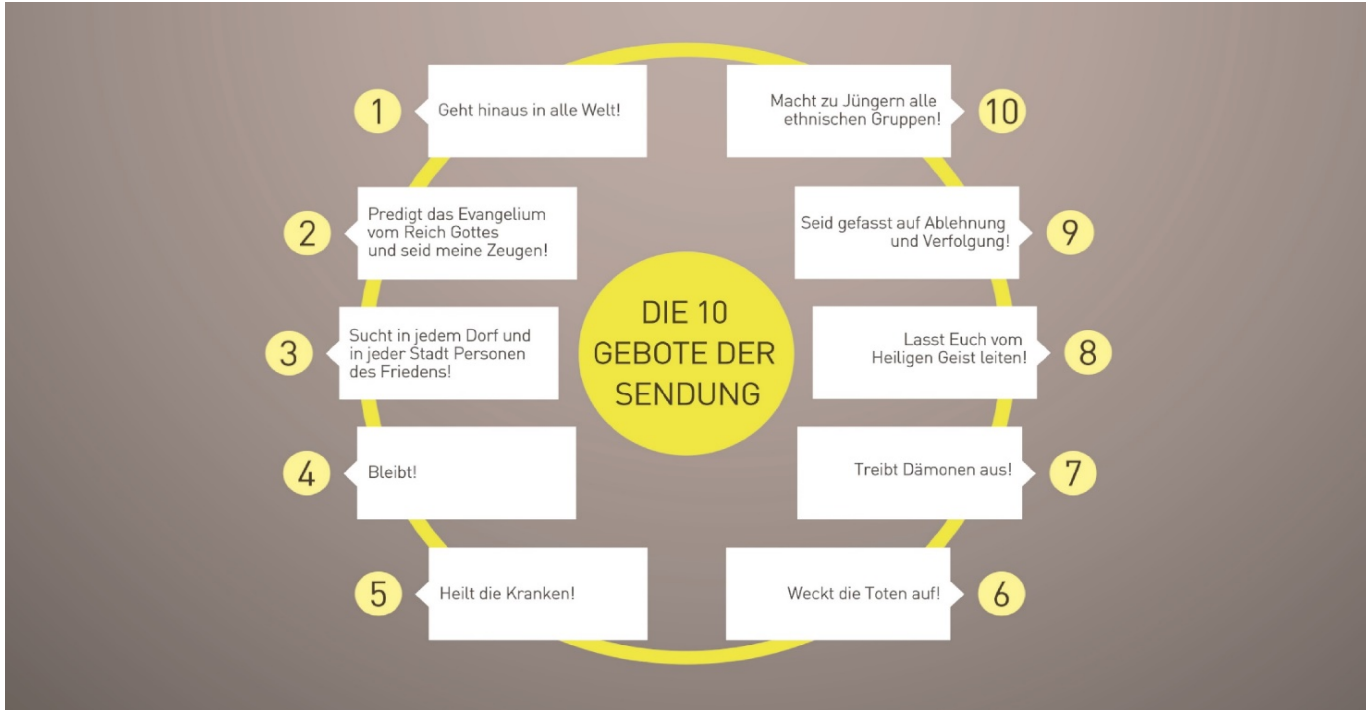 DIE 10
GEBOTE DER
SENDUNG
1
Geht hinaus in alle Welt!
2
Predigt das Evangelium
vom Reich Gottes
und seid meine Zeugen!
3
Sucht in jedem Dorf und
in jeder Stadt Personen
des Friedens!
4
Bleibt!
5
Heilt die Kranken!
6
Weckt die Toten auf!
7
Treibt Dämonen aus!
8
Lasst Euch vom
Heiligen Geist leiten!
9
Seid gefasst auf Ablehnung
und Verfolgung!
10
Macht zu Jüngern alle
ethnischen Gruppen!